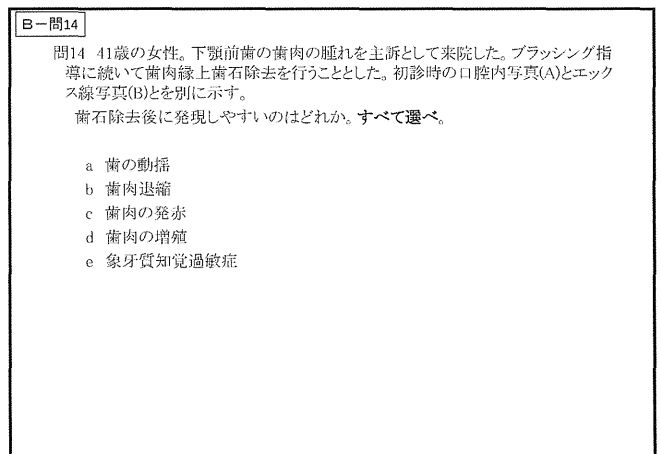 B－問14
問14 41歳の女性。下顎前歯の歯肉の腫れを主訴として来院した。ブラッシング指
導に続いて歯肉縁上歯石除去を行うこととした。初診時の口腔内写真(A)とエック
ス線写真(B)とを別に示す。
歯石除去後に発現しやすいのはどれか。すべて選べ。
a 歯の動揺
b 歯肉退縮
c 歯肉の発赤
d 歯肉の増殖
e 象牙質知覚過敏症